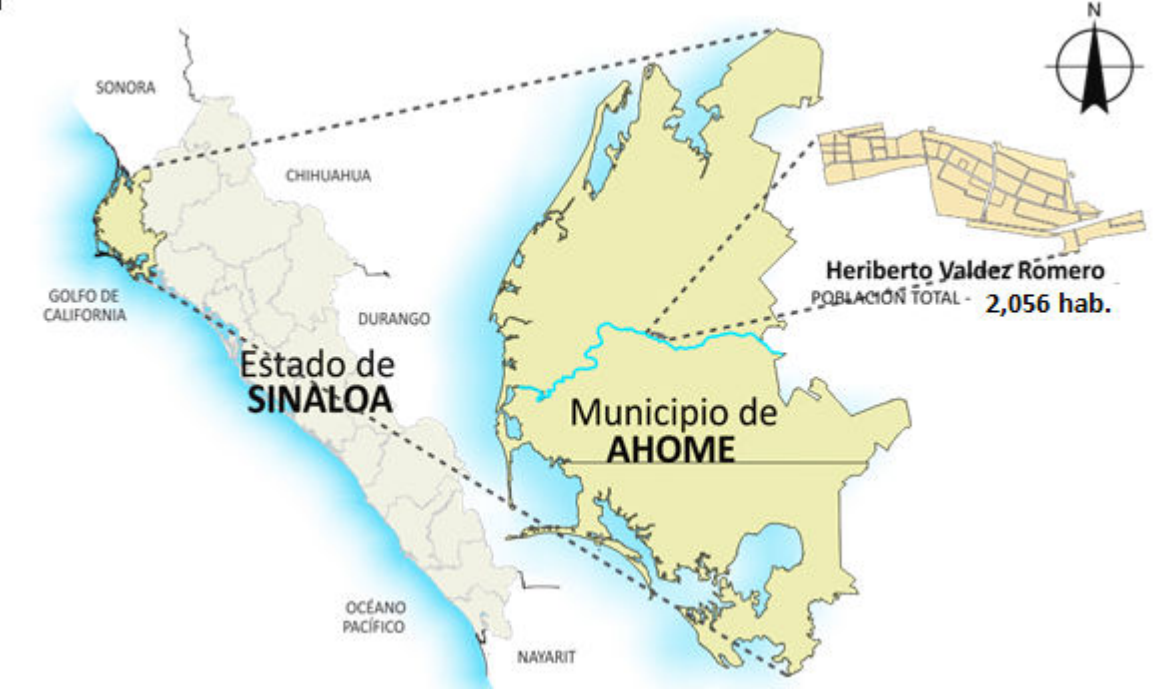 N
SONORA
CHIHUAHUA
GOLFO DE
CALIFORNIA
DURANGO
Estado de
SINALOA
OCÉANO
PACÍFICO
NAYARIT
Municipio de
AHOME
Heriberto Valdez Romero
POBLACIÓN TOTAL - 2,056 hab.